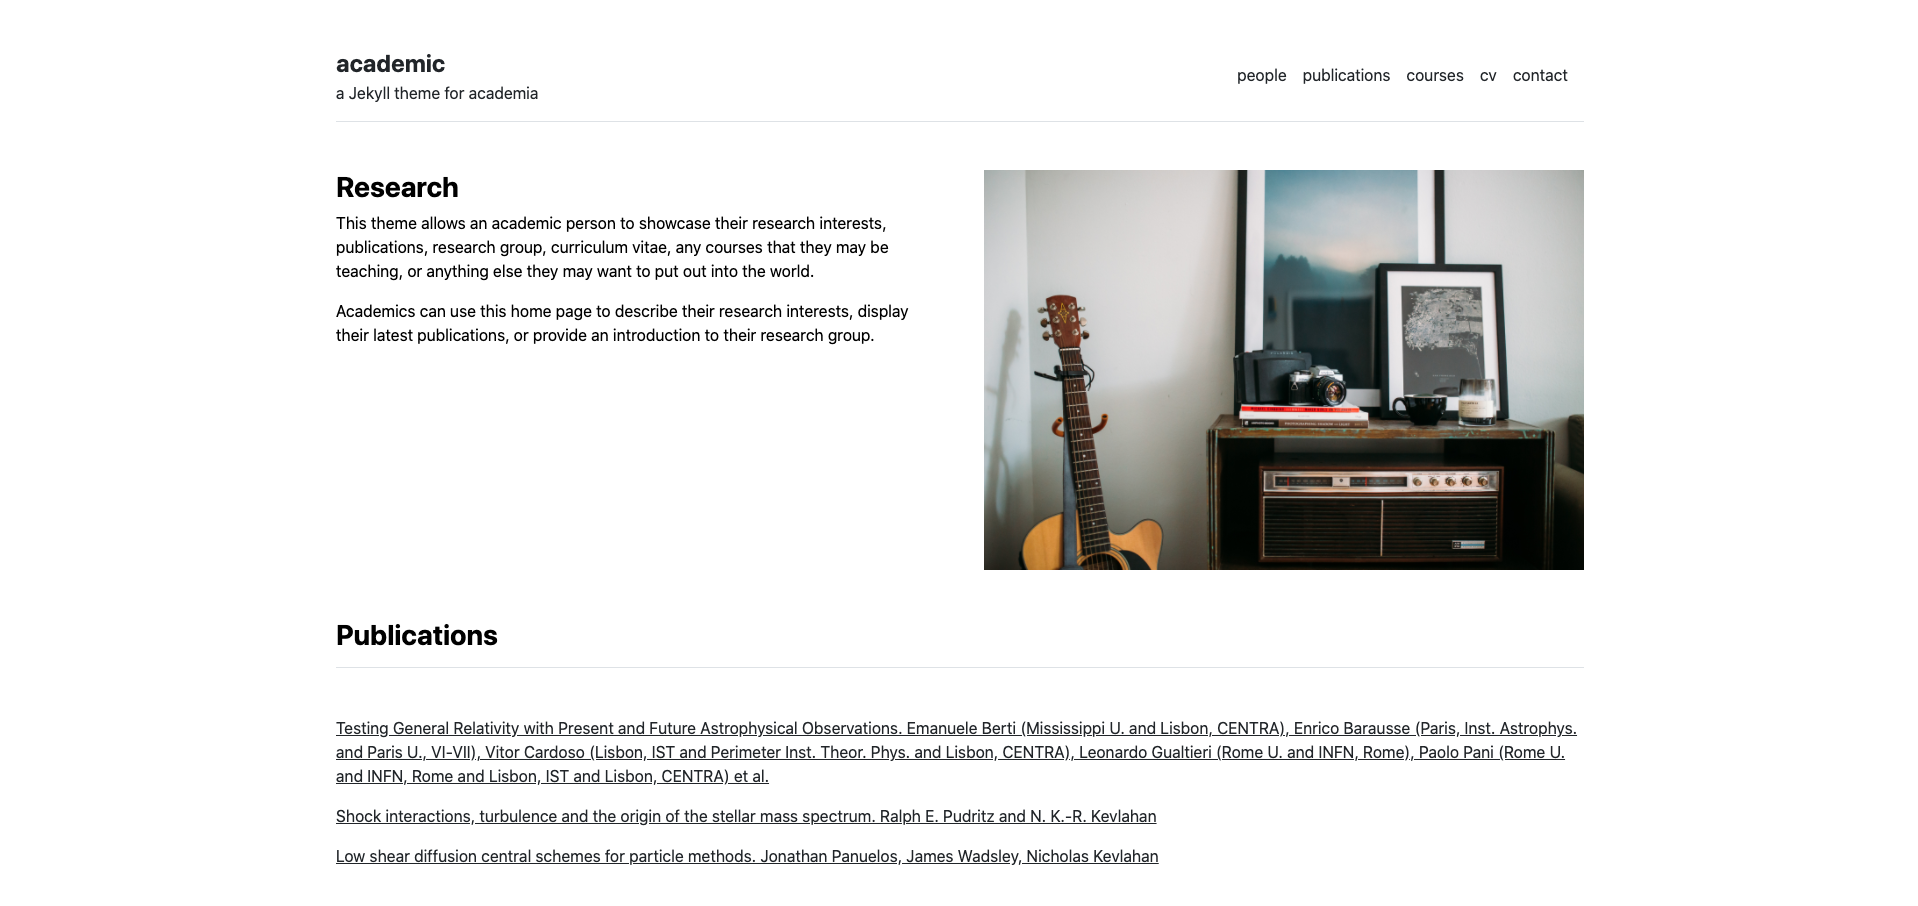 academic
a Jekyll theme for academia
people publications courses cv contact
Research
This theme allows an academic person to showcase their research interests,
publications, research group, curriculum vitae, any courses that they may be
teaching, or anything else they may want to put out into the world.
Academics can use this home page to describe their research interests, display
their latest publications, or provide an introduction to their research group.
Publications
Testing General Relativity with Present and Future Astrophysical Observations. Emanuele Berti (Mississippi U. and Lisbon, CENTRA), Enrico Barausse (Paris, Inst. Astrophys.
and Paris U., VI-VII), Vitor Cardoso (Lisbon, IST and Perimeter Inst. Theor. Phys. and Lisbon, CENTRA), Leonardo Gualtieri (Rome U. and INFN, Rome), Paolo Pani (Rome U.
and INFN, Rome and Lisbon, IST and Lisbon, CENTRA) et al.
Shock interactions, turbulence and the origin of the stellar mass spectrum. Ralph E. Pudritz and N. K.-R. Kevlahan
Low shear diffusion central schemes for particle methods. Jonathan Panuelos, James Wadsley, Nicholas Kevlahan